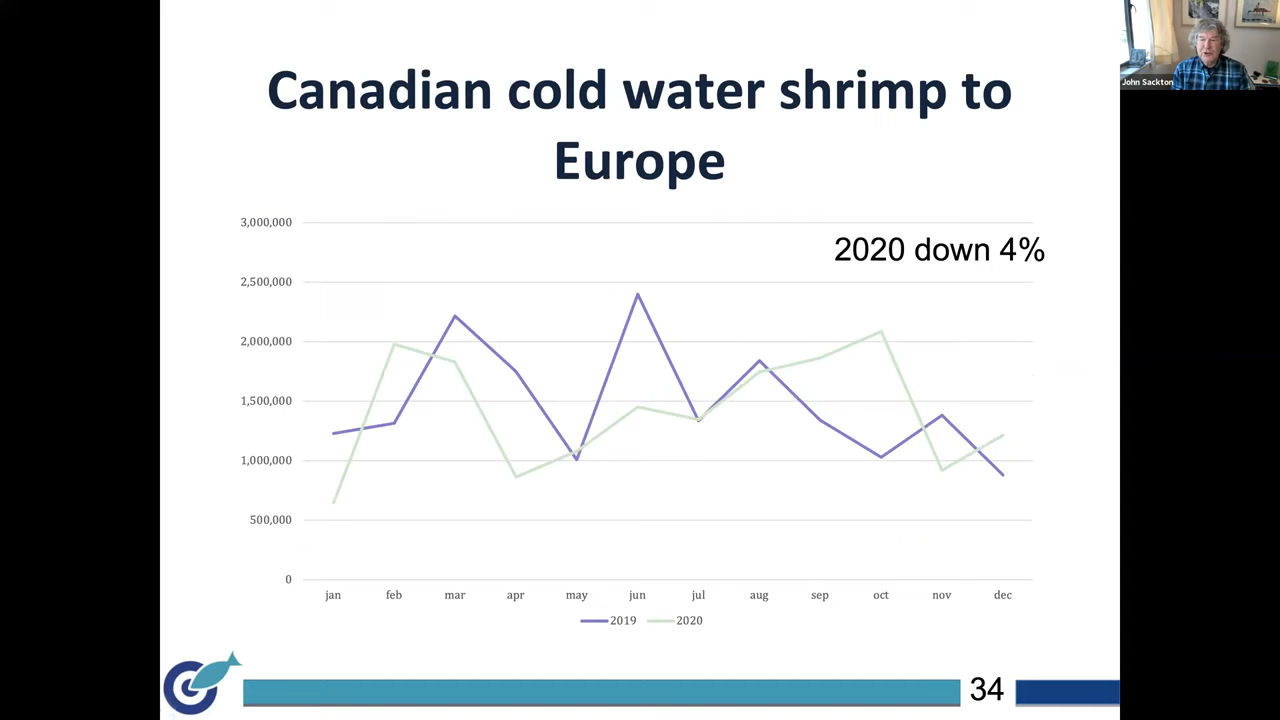 Canadian cold water shrimp to
Europe
John Sackton
2020 down 4%
3,000,000
2,500,000
2,000,000
1,500,000
1,000,000
500,000
0
jan feb mar apr may jun jul aug sep oct nov dec
2019 2020
34